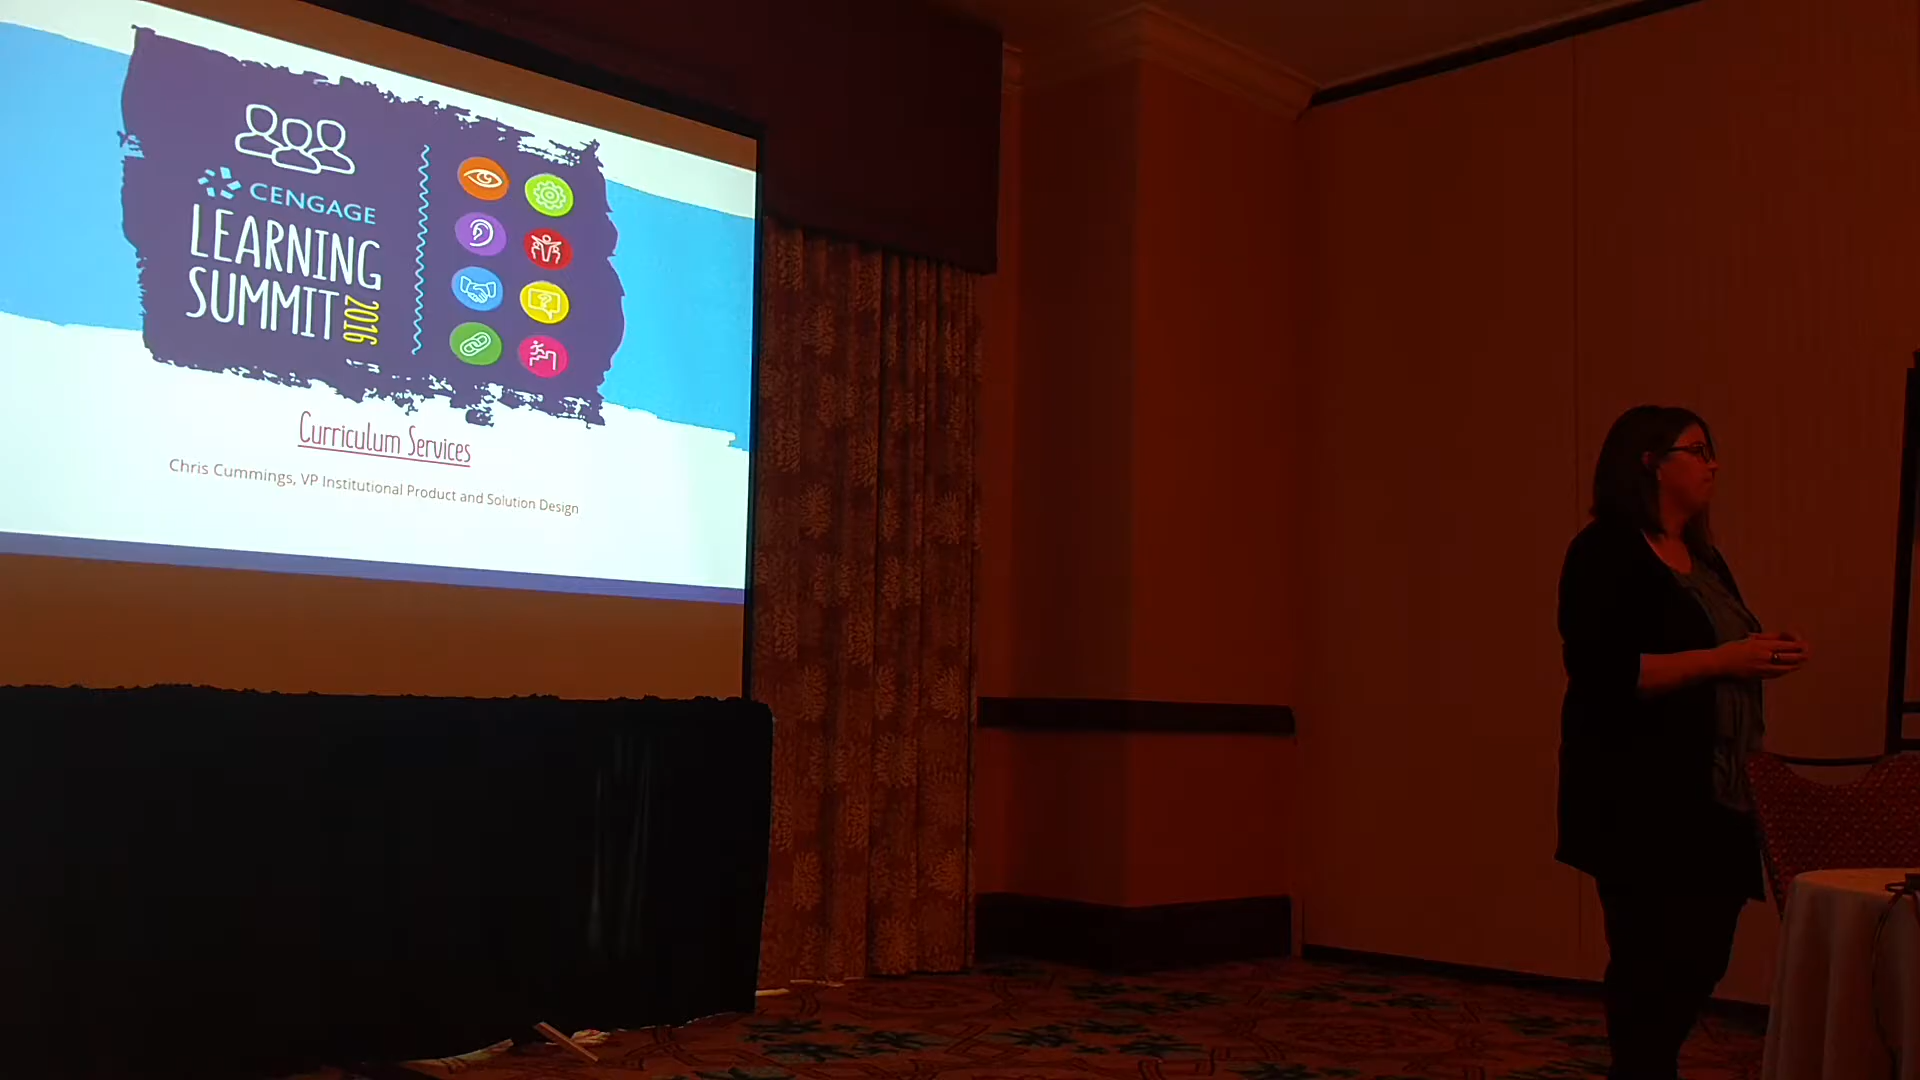 CENGAGE
LEARNING
SUMMIT 2016
Curriculum Services
Chris Cummings, VP Institutional Product and Solution Design